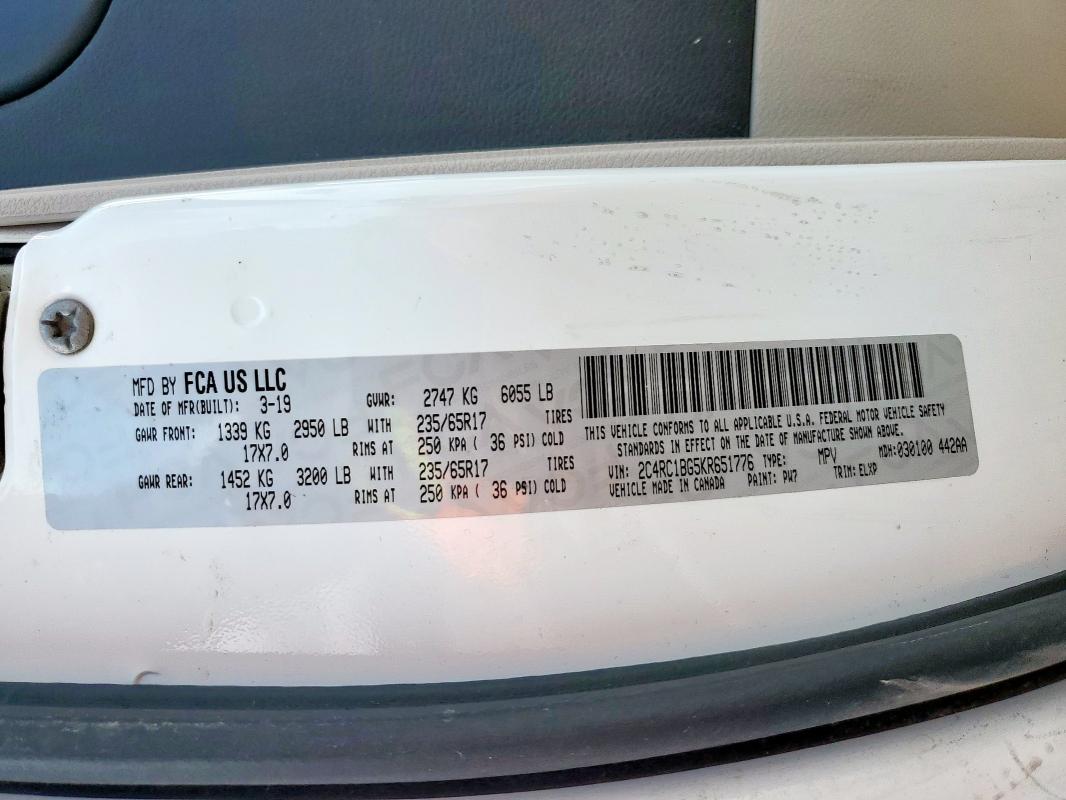 MFD BY FCA US LLC
DATE OF MFR(BUILT): 3-19 GVWR: 2747 KG 6055 LB
GAWR FRONT: 1339 KG 2950 LB WITH 235/65R17 TIRES
17X7.0 RIMS AT 250 KPA ( 36 PSI) COLD
GAWR REAR: 1452 KG 3200 LB WITH 235/65R17 TIRES
17X7.0 RIMS AT 250 KPA ( 36 PSI) COLD
THIS VEHICLE CONFORMS TO ALL APPLICABLE U.S.A. FEDERAL MOTOR VEHICLE SAFETY
STANDARDS IN EFFECT ON THE DATE OF MANUFACTURE SHOWN ABOVE.
VIN: 2C4RC1BG5KR651776 TYPE: MPV MDH: 030100 442AA
VEHICLE MADE IN CANADA PAINT: PW7 TRIM: ELXP